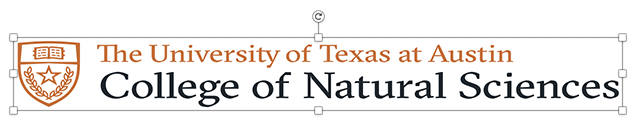 The University of Texas at Austin
College of Natural Sciences